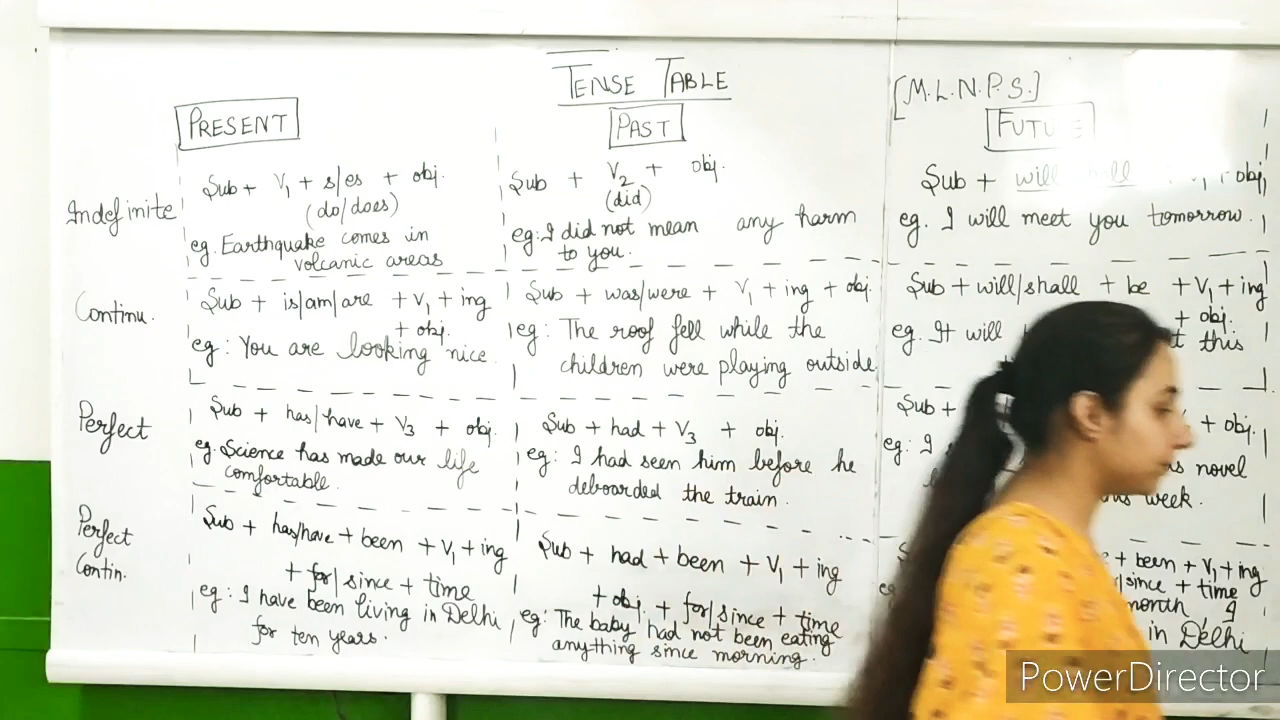 TENSE TABLE
[M.L.N.P.S.]
PRESENT
PAST
Indefinite
Sub + V1 + s/es + obj.
(do/does)
eg. Earthquake comes in
volcanic areas
Sub + V2 + obj.
(did)
eg: I did not mean any harm
to you.
Sub + will + obj
eg. I will meet you tomorrow.
Continu.
Sub + is/am/are + V1 + ing
+ obj.
eg: You are looking nice.
Sub + was/were + V1 + ing + obj.
eg: The roof fell while the
children were playing outside
Sub + will/shall + be + V1 + ing
+ obj.
eg. It will this
Perfect
Sub + has/have + V3 + obj.
eg Science has made our life
comfortable.
Sub + had + V3 + obj.
eg: I had seen him before he
deboarded the train.
Sub + + obj.
eg: I novel
week.
Perfect
Contin.
Sub + has/have + been + V1 + ing
+ for/since + time
eg: I have been living in Delhi
for ten years.
Sub + had + been + V1 + ing
+ obj. + for/since + time
eg: The baby had not been eating
anything since morning.
+ been + V1 + ing
/since + time
month, I
in Delhi
PowerDirector